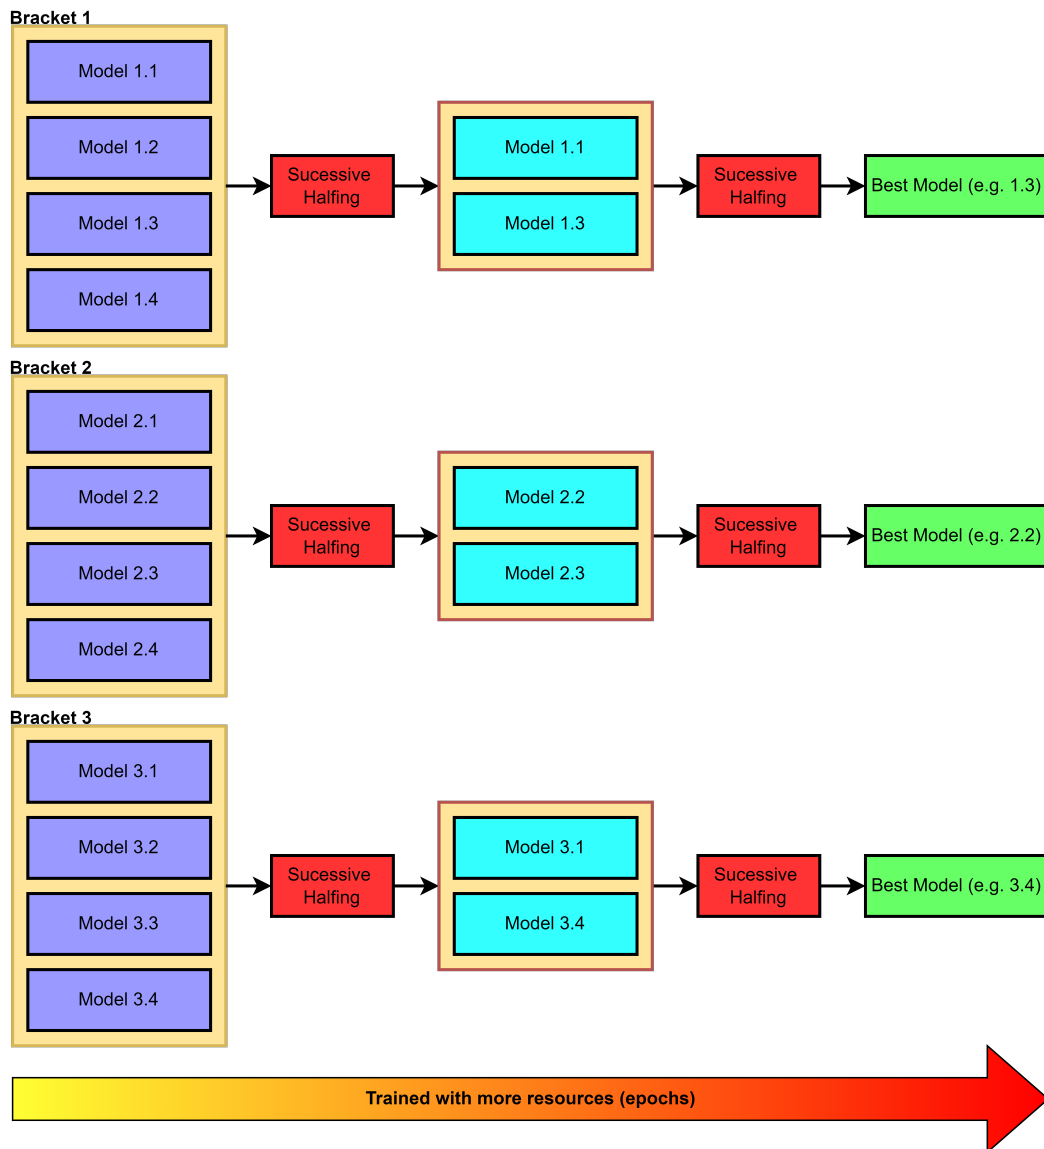 Bracket 1
Model 1.1
Model 1.2
Model 1.3
Model 1.4
Sucessive
Halfing
Model 1.1
Model 1.3
Sucessive
Halfing
Best Model (e.g. 1.3)
Bracket 2
Model 2.1
Model 2.2
Model 2.3
Model 2.4
Sucessive
Halfing
Model 2.2
Model 2.3
Sucessive
Halfing
Best Model (e.g. 2.2)
Bracket 3
Model 3.1
Model 3.2
Model 3.3
Model 3.4
Sucessive
Halfing
Model 3.1
Model 3.4
Sucessive
Halfing
Best Model (e.g. 3.4)
Trained with more resources (epochs)